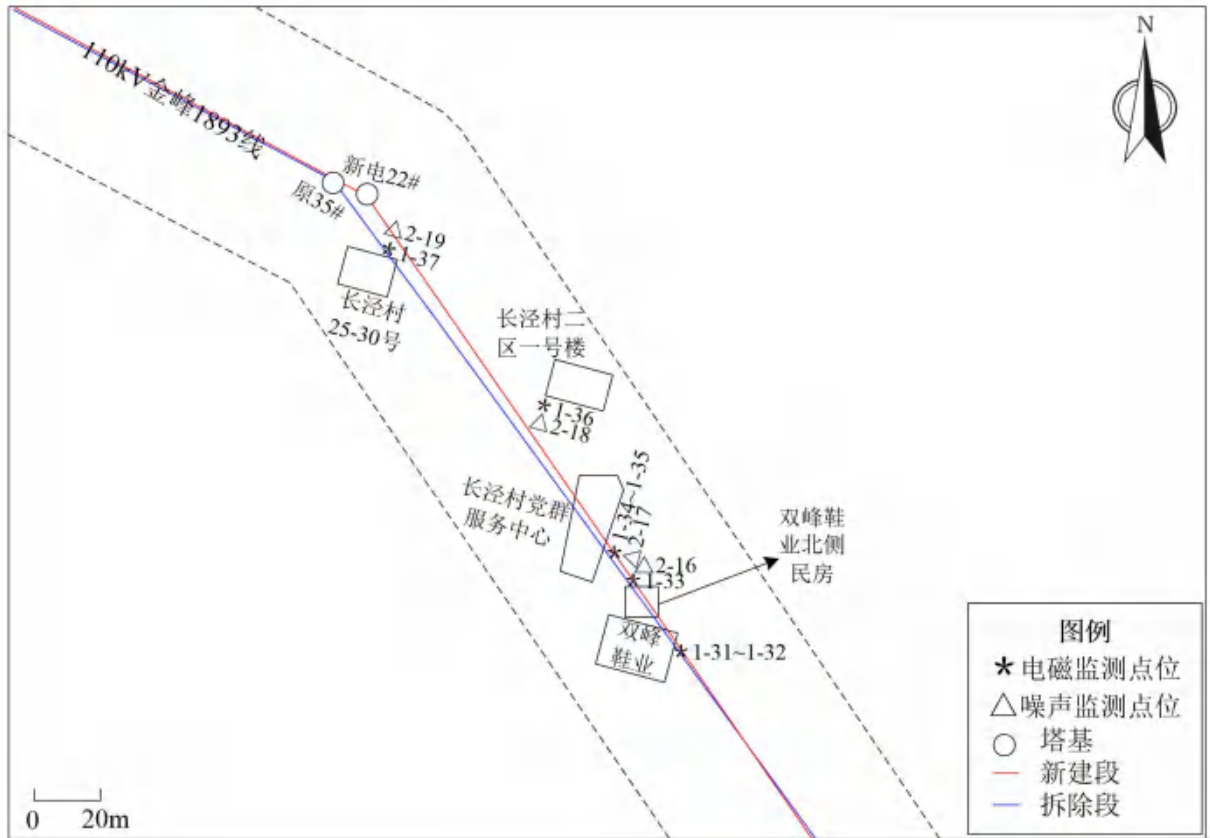 N
110kV金峰1893线
新电22#
原35#
2-19
1-37
长泾村
25-30号
长泾村二
区一号楼
1-36
2-18
长泾村党群
服务中心
1-34~1-35
2-17
2-16
1-33
双峰鞋
业北侧
民房
双峰
鞋业
1-31~1-32
图例
电磁监测点位
噪声监测点位
塔基
新建段
拆除段
0 20m